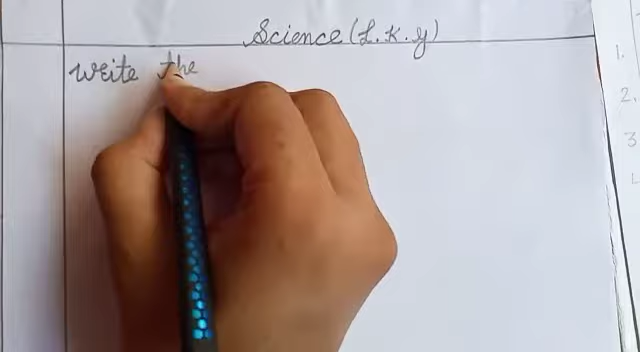 Science (L.K.y)
Write the
1.
2.
3